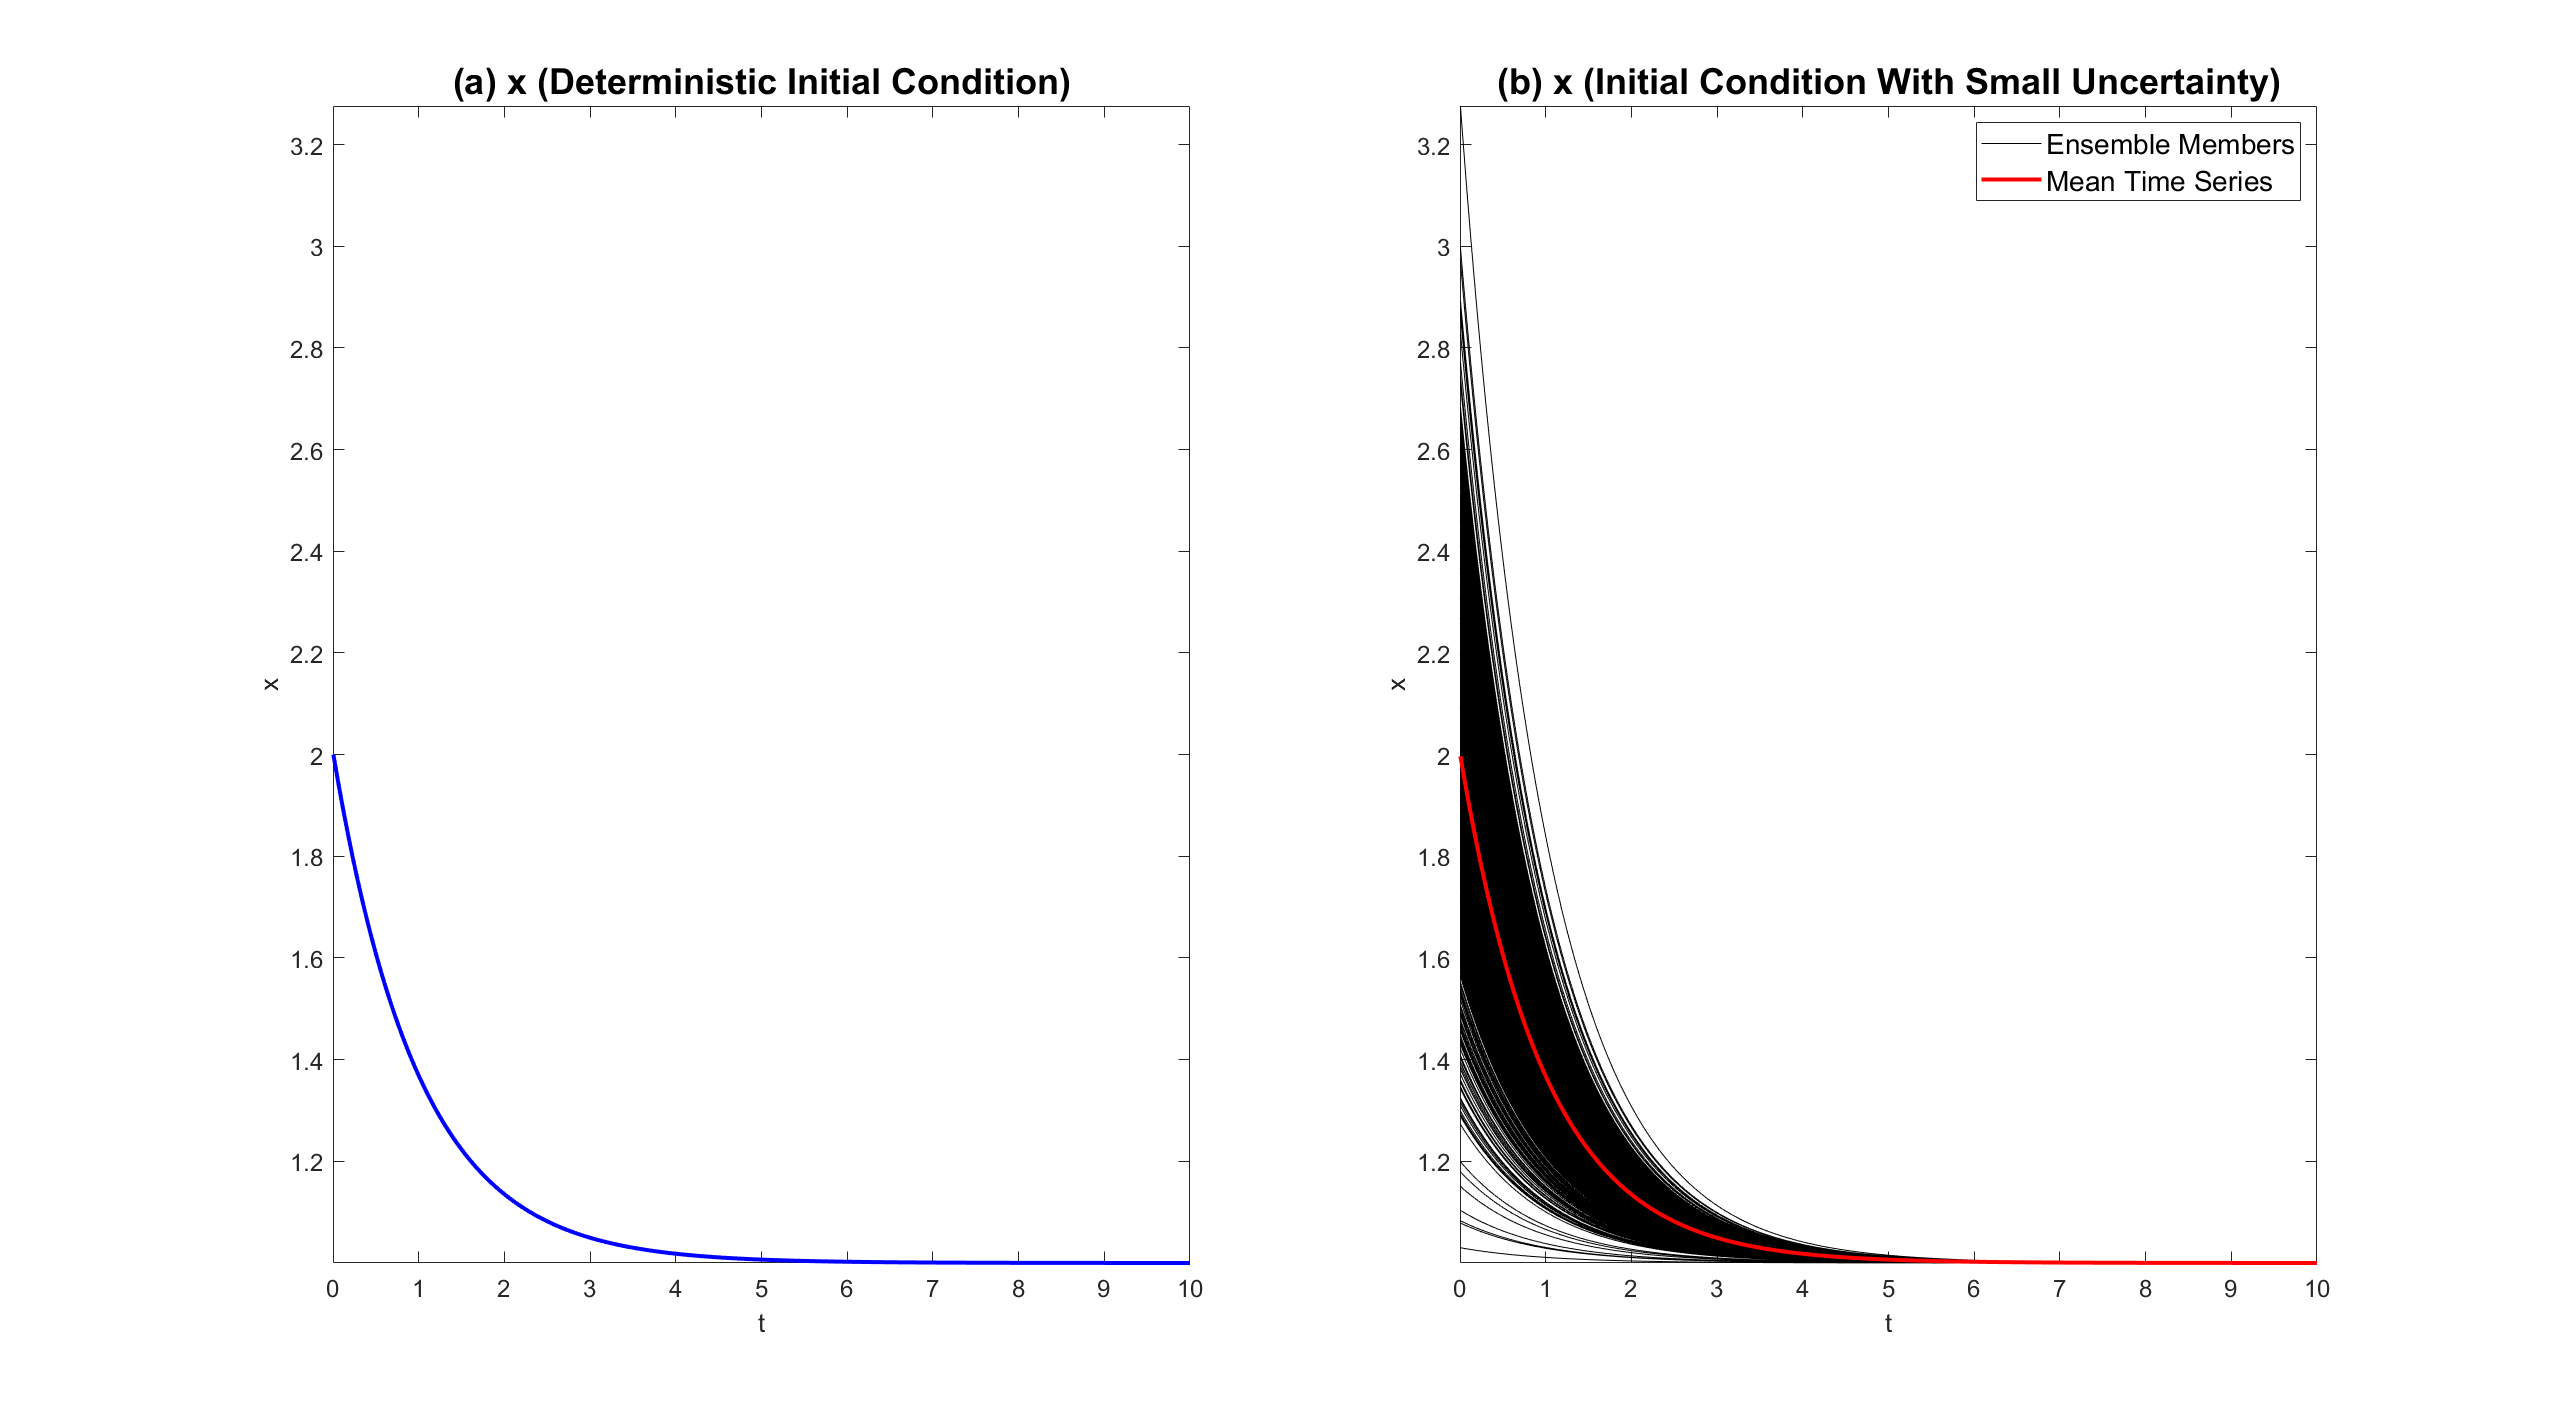 (a) x (Deterministic Initial Condition)
3.2
3
2.8
2.6
2.4
2.2
2
1.8
1.6
1.4
1.2
x
0 1 2 3 4 5 6 7 8 9 10
t
(b) x (Initial Condition With Small Uncertainty)
Ensemble Members
Mean Time Series
3.2
3
2.8
2.6
2.4
2.2
2
1.8
1.6
1.4
1.2
x
0 1 2 3 4 5 6 7 8 9 10
t